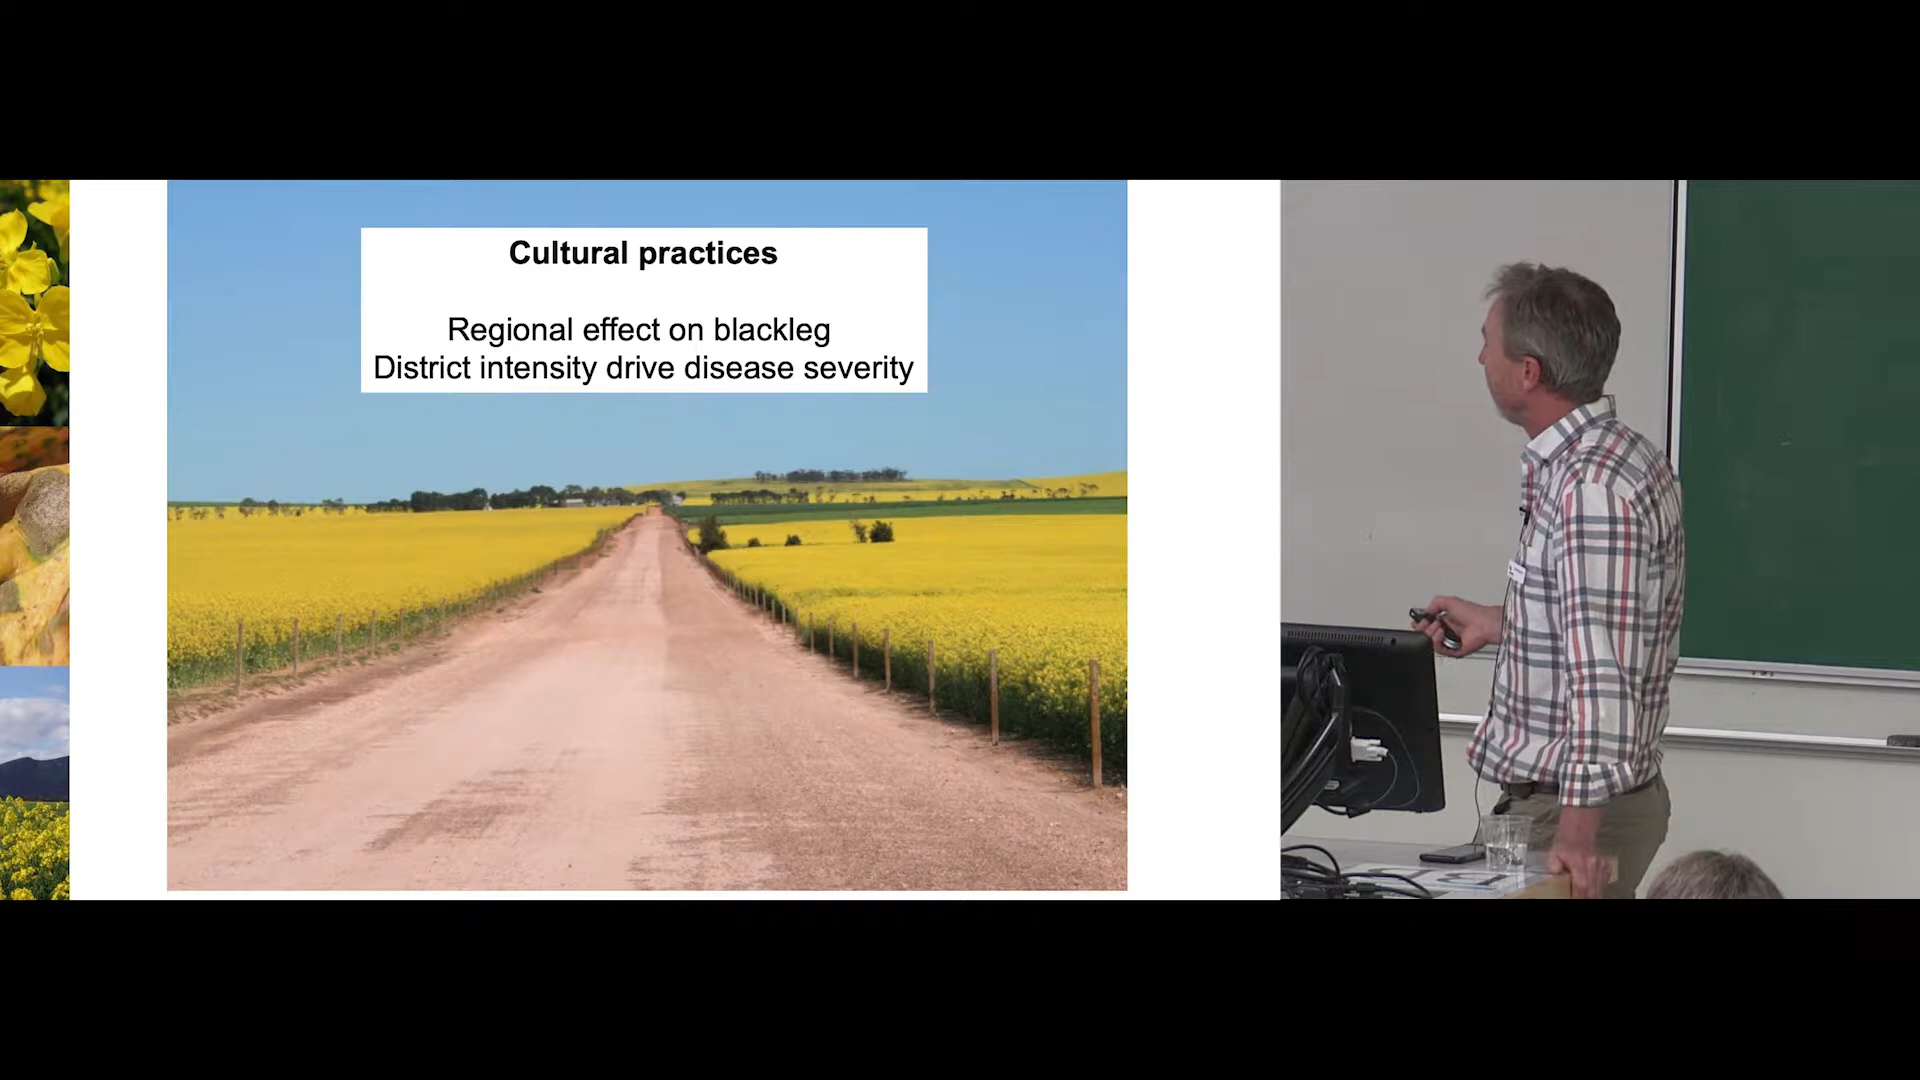 Cultural practices
Regional effect on blackleg
District intensity drive disease severity